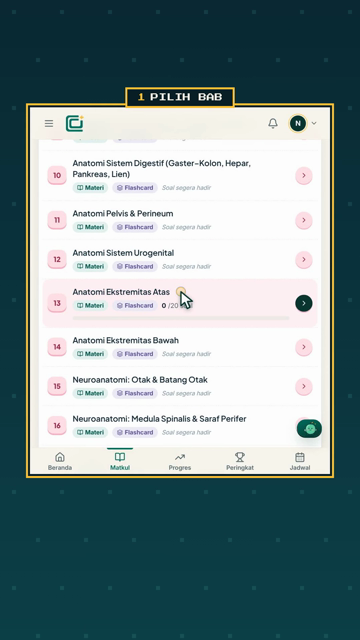 1 PILIH BAB
N
10
Anatomi Sistem Digestif (Gaster–Kolon, Hepar,
Pankreas, Lien)
Materi Flashcard Soal segera hadir
11
Anatomi Pelvis & Perineum
Materi Flashcard Soal segera hadir
12
Anatomi Sistem Urogenital
Materi Flashcard Soal segera hadir
13
Anatomi Ekstremitas Atas
Materi Flashcard 0 /20
14
Anatomi Ekstremitas Bawah
Materi Flashcard Soal segera hadir
15
Neuroanatomi: Otak & Batang Otak
Materi Flashcard Soal segera hadir
16
Neuroanatomi: Medula Spinalis & Saraf Perifer
Materi Flashcard Soal segera hadir
Beranda Matkul Progres Peringkat Jadwal